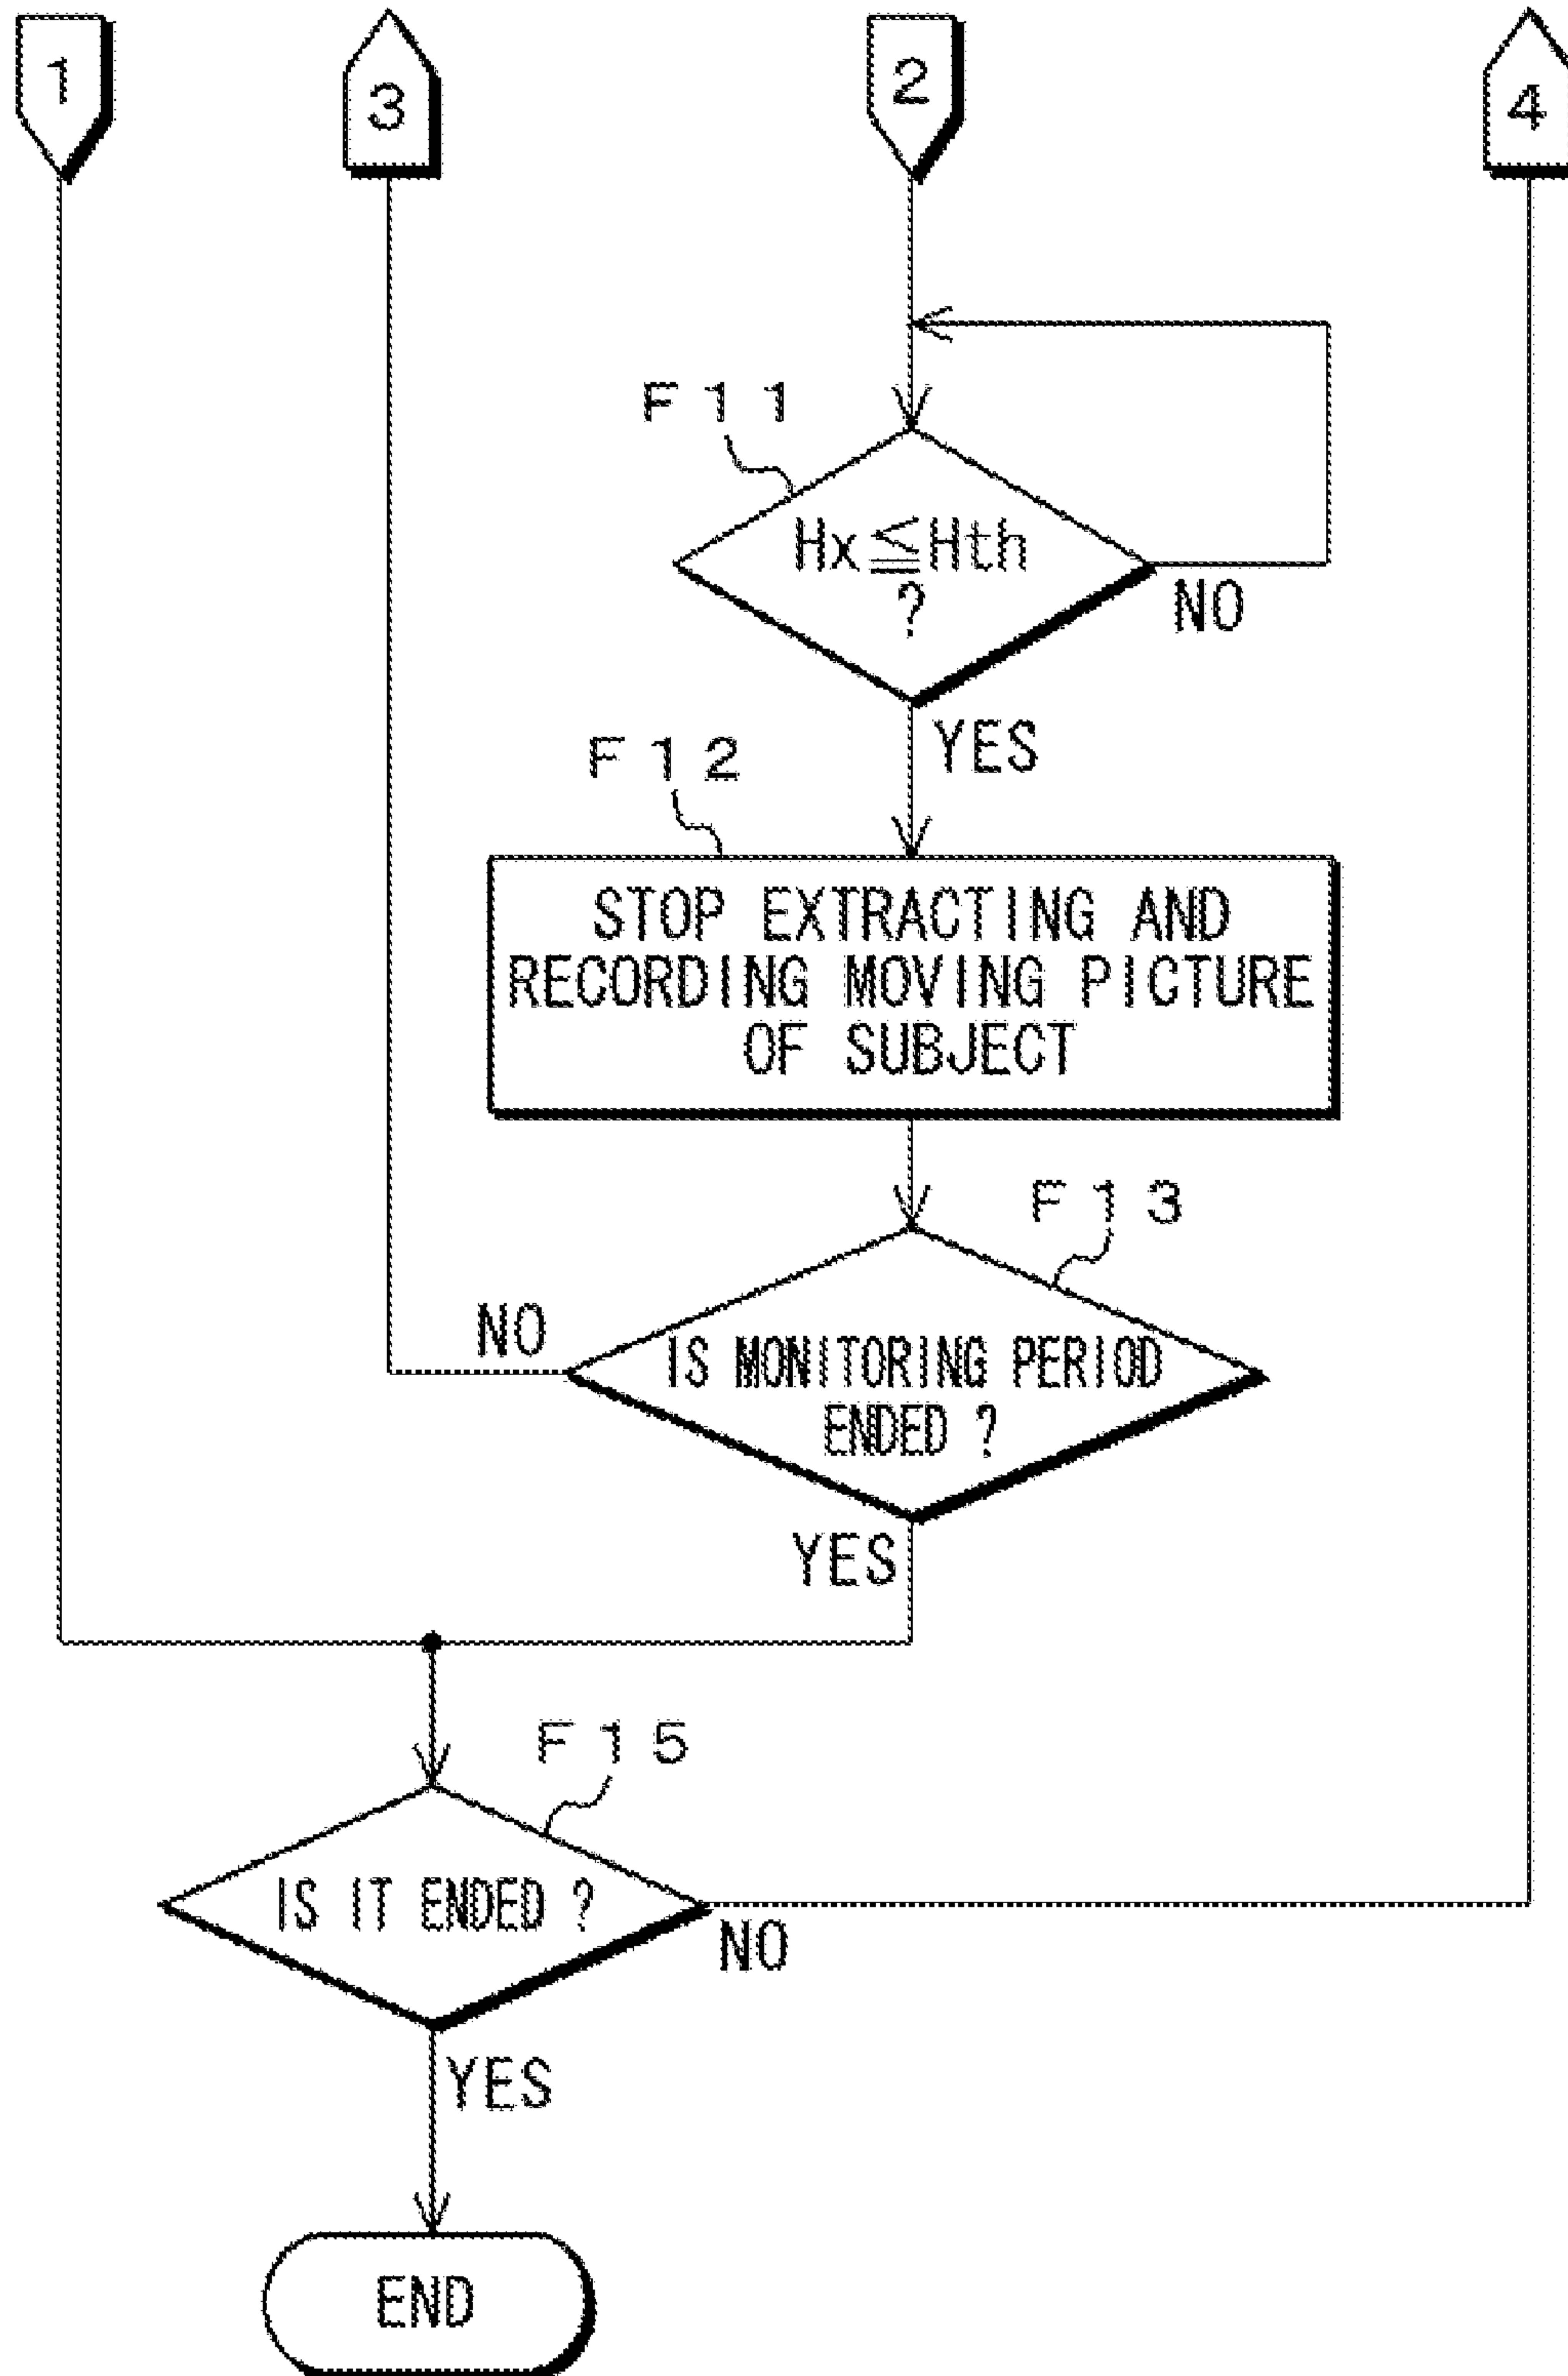 1
3
2
4
F11
Hx≦Hth
?
NO
YES
F12
STOP EXTRACTING AND
RECORDING MOVING PICTURE
OF SUBJECT
F13
NO
IS MONITORING PERIOD
ENDED ?
YES
F15
IS IT ENDED ?
NO
YES
END